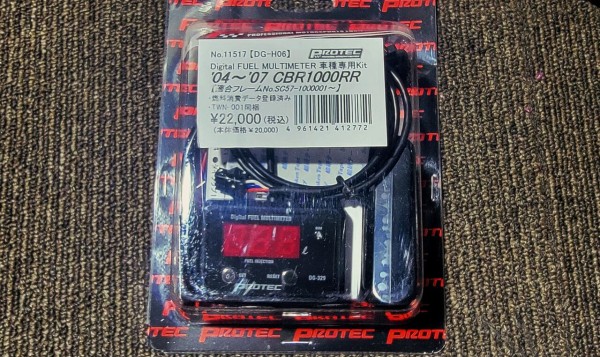 No.11517【DG-H06】
PROTEC
Digital FUEL MULTIMETER 車種専用Kit
'04～'07 CBR1000RR
【適合フレームNo.SC57-1000001～】
・燃料消費データ登録済み
・TWN-001同梱
¥22,000(税込)
(本体価格¥20,000)
4 961421 412772
Digital FUEL MULTIMETER
FUEL INJECTION
SET
RESET
DG-329
PROTEC
PROTEC PROTEC PROTEC